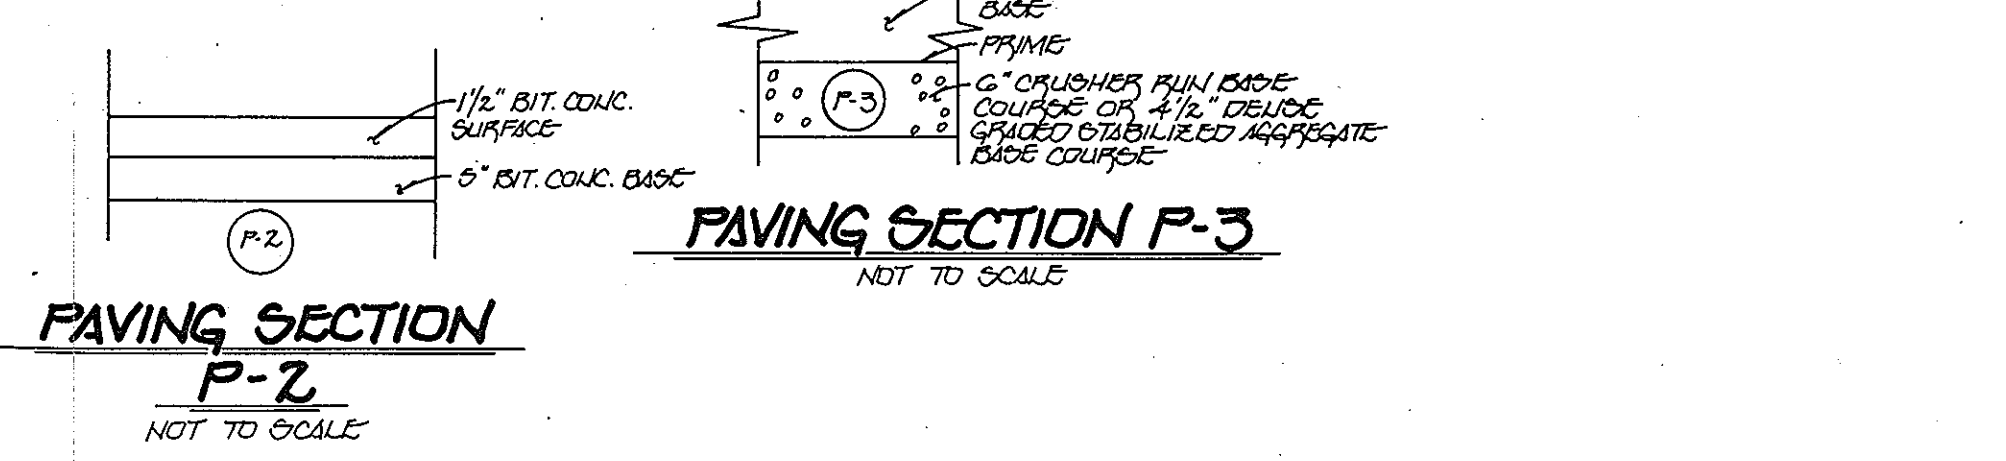 1 1/2" BIT. CONC.
SURFACE
5" BIT. CONC. BASE
P-2
PAVING SECTION
P-2
NOT TO SCALE
BASE
PRIME
P-3
6" CRUSHER RUN BASE
COURSE OR 4 1/2" DENSE
GRADED STABILIZED AGGREGATE
BASE COURSE
PAVING SECTION P-3
NOT TO SCALE